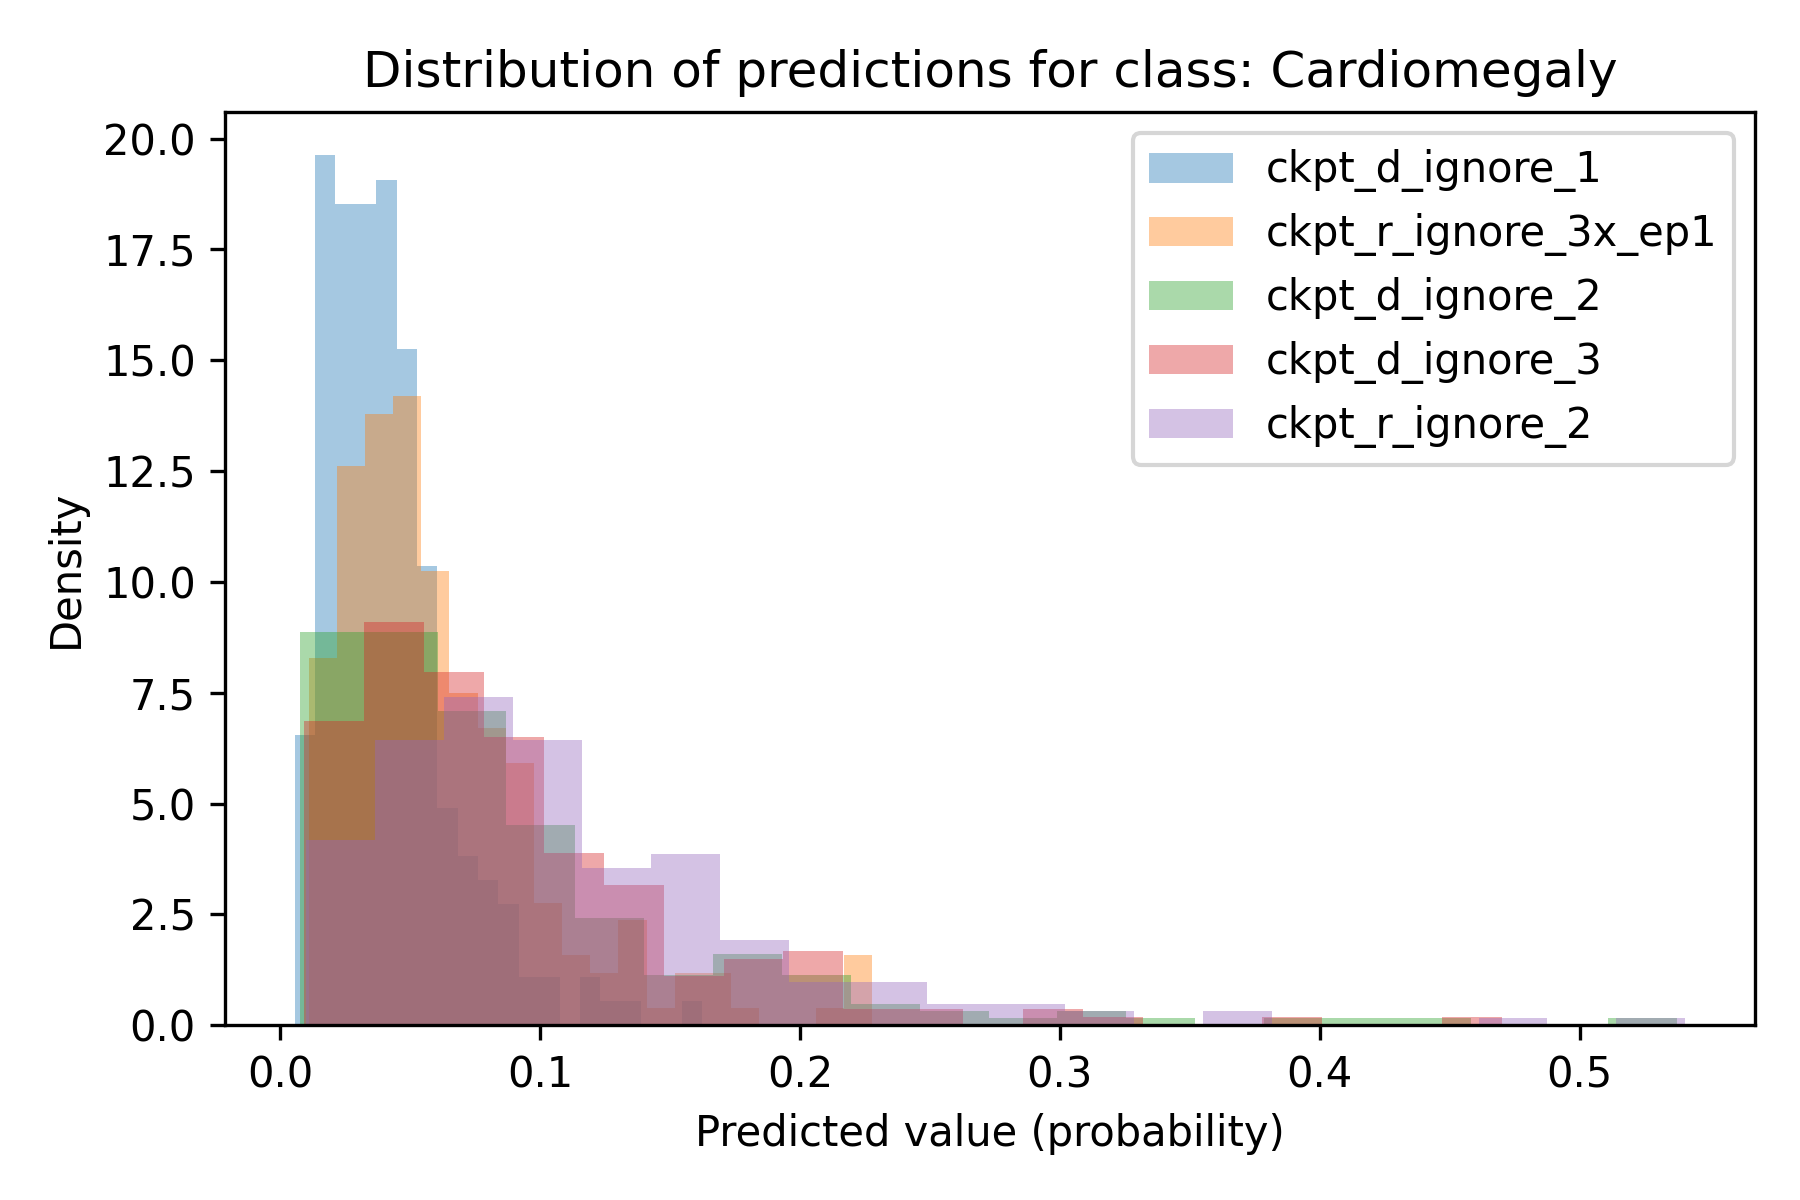 Distribution of predictions for class: Cardiomegaly
20.0
17.5
15.0
12.5
10.0
7.5
5.0
2.5
0.0
Density
ckpt_d_ignore_1
ckpt_r_ignore_3x_ep1
ckpt_d_ignore_2
ckpt_d_ignore_3
ckpt_r_ignore_2
0.0 0.1 0.2 0.3 0.4 0.5
Predicted value (probability)